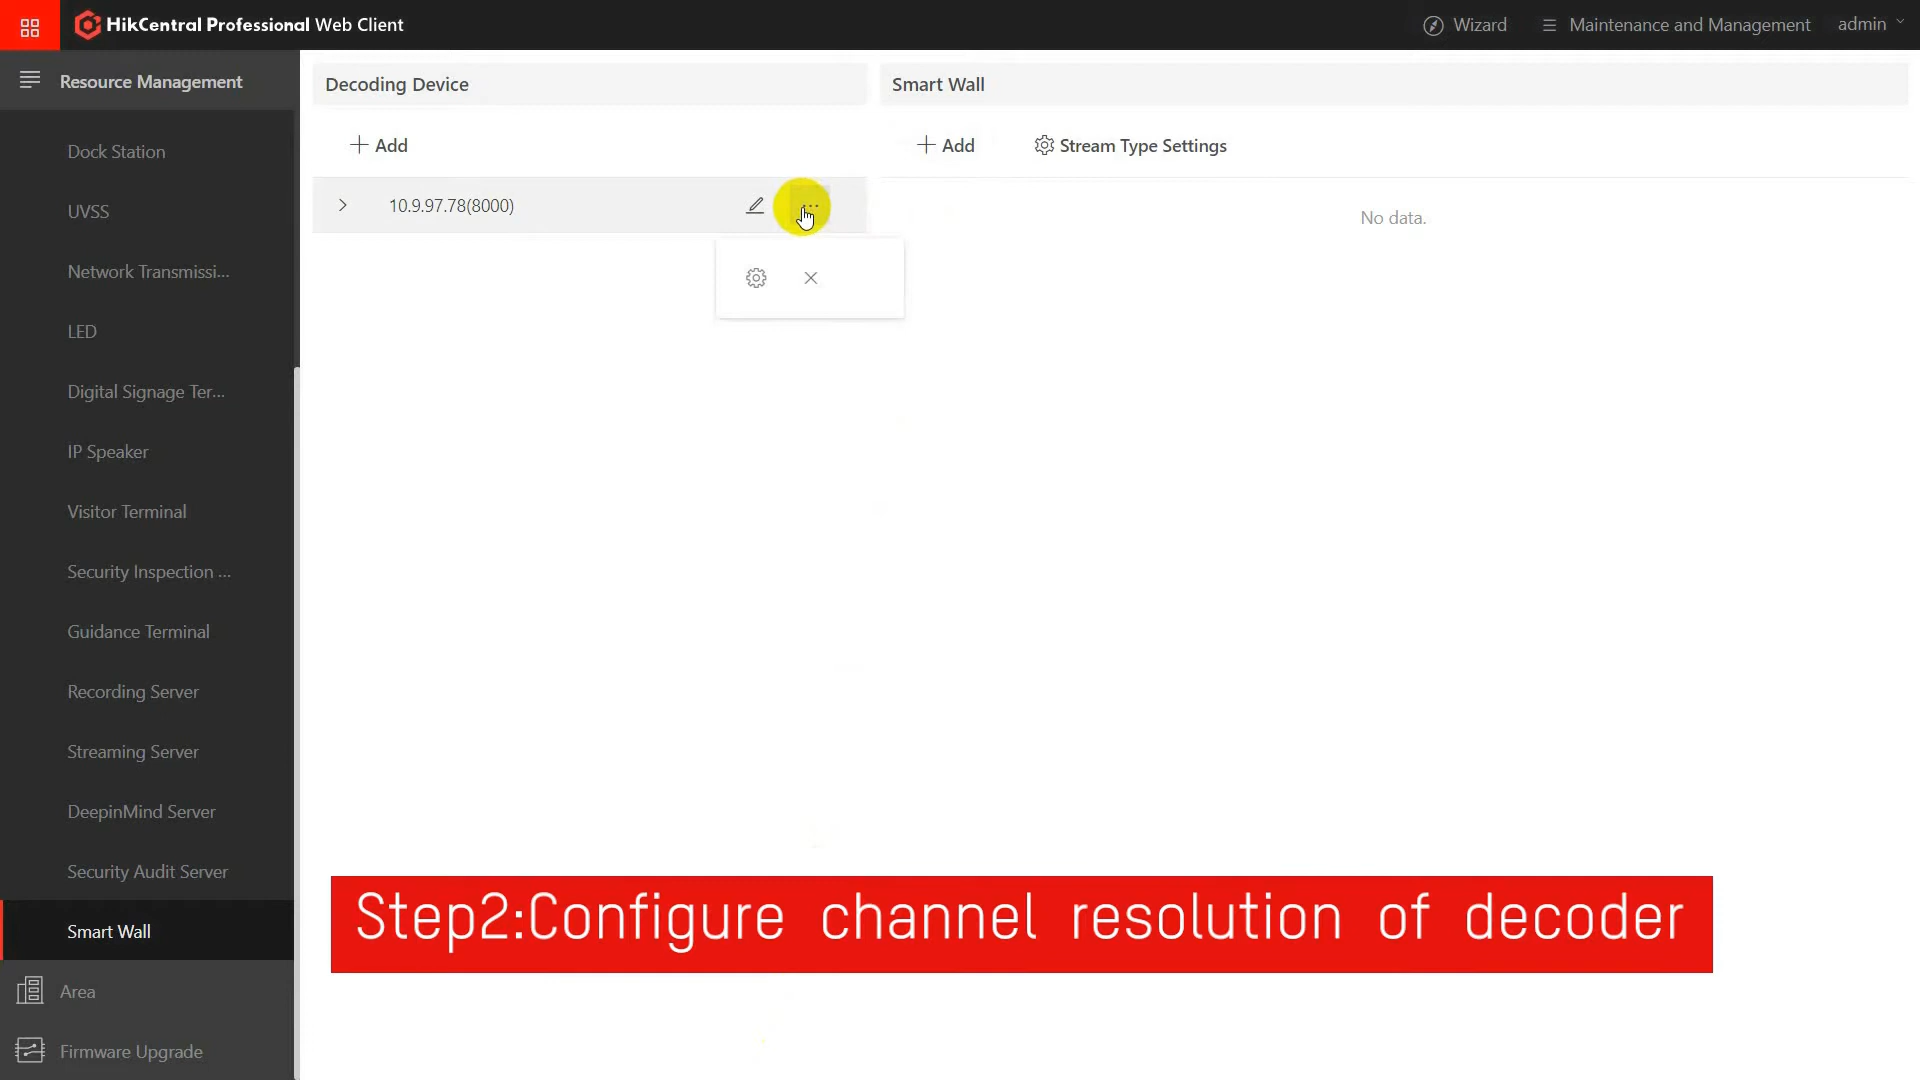 HikCentral Professional Web Client
Wizard
Maintenance and Management
admin
Resource Management
Dock Station
UVSS
Network Transmissi...
LED
Digital Signage Ter...
IP Speaker
Visitor Terminal
Security Inspection ...
Guidance Terminal
Recording Server
Streaming Server
DeepinMind Server
Security Audit Server
Smart Wall
Area
Firmware Upgrade
Decoding Device
Add
10.9.97.78(8000)
Smart Wall
Add
Stream Type Settings
No data.
Step2:Configure channel resolution of decoder